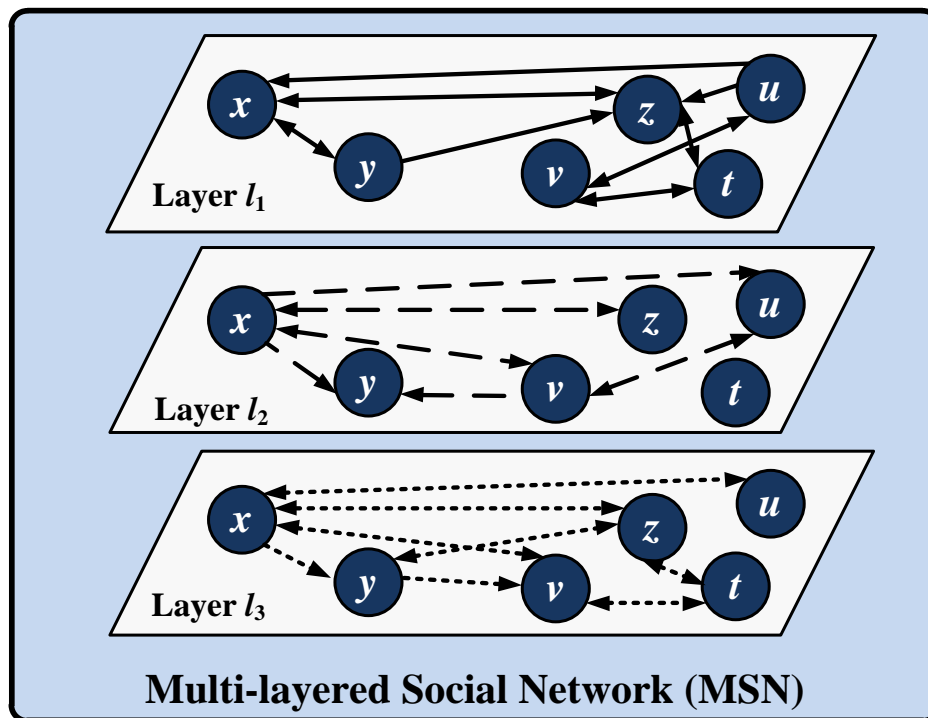 x
z
u
y
v
t
Layer l₁
x
z
u
y
v
t
Layer l₂
x
z
u
y
v
t
Layer l₃
Multi-layered Social Network (MSN)